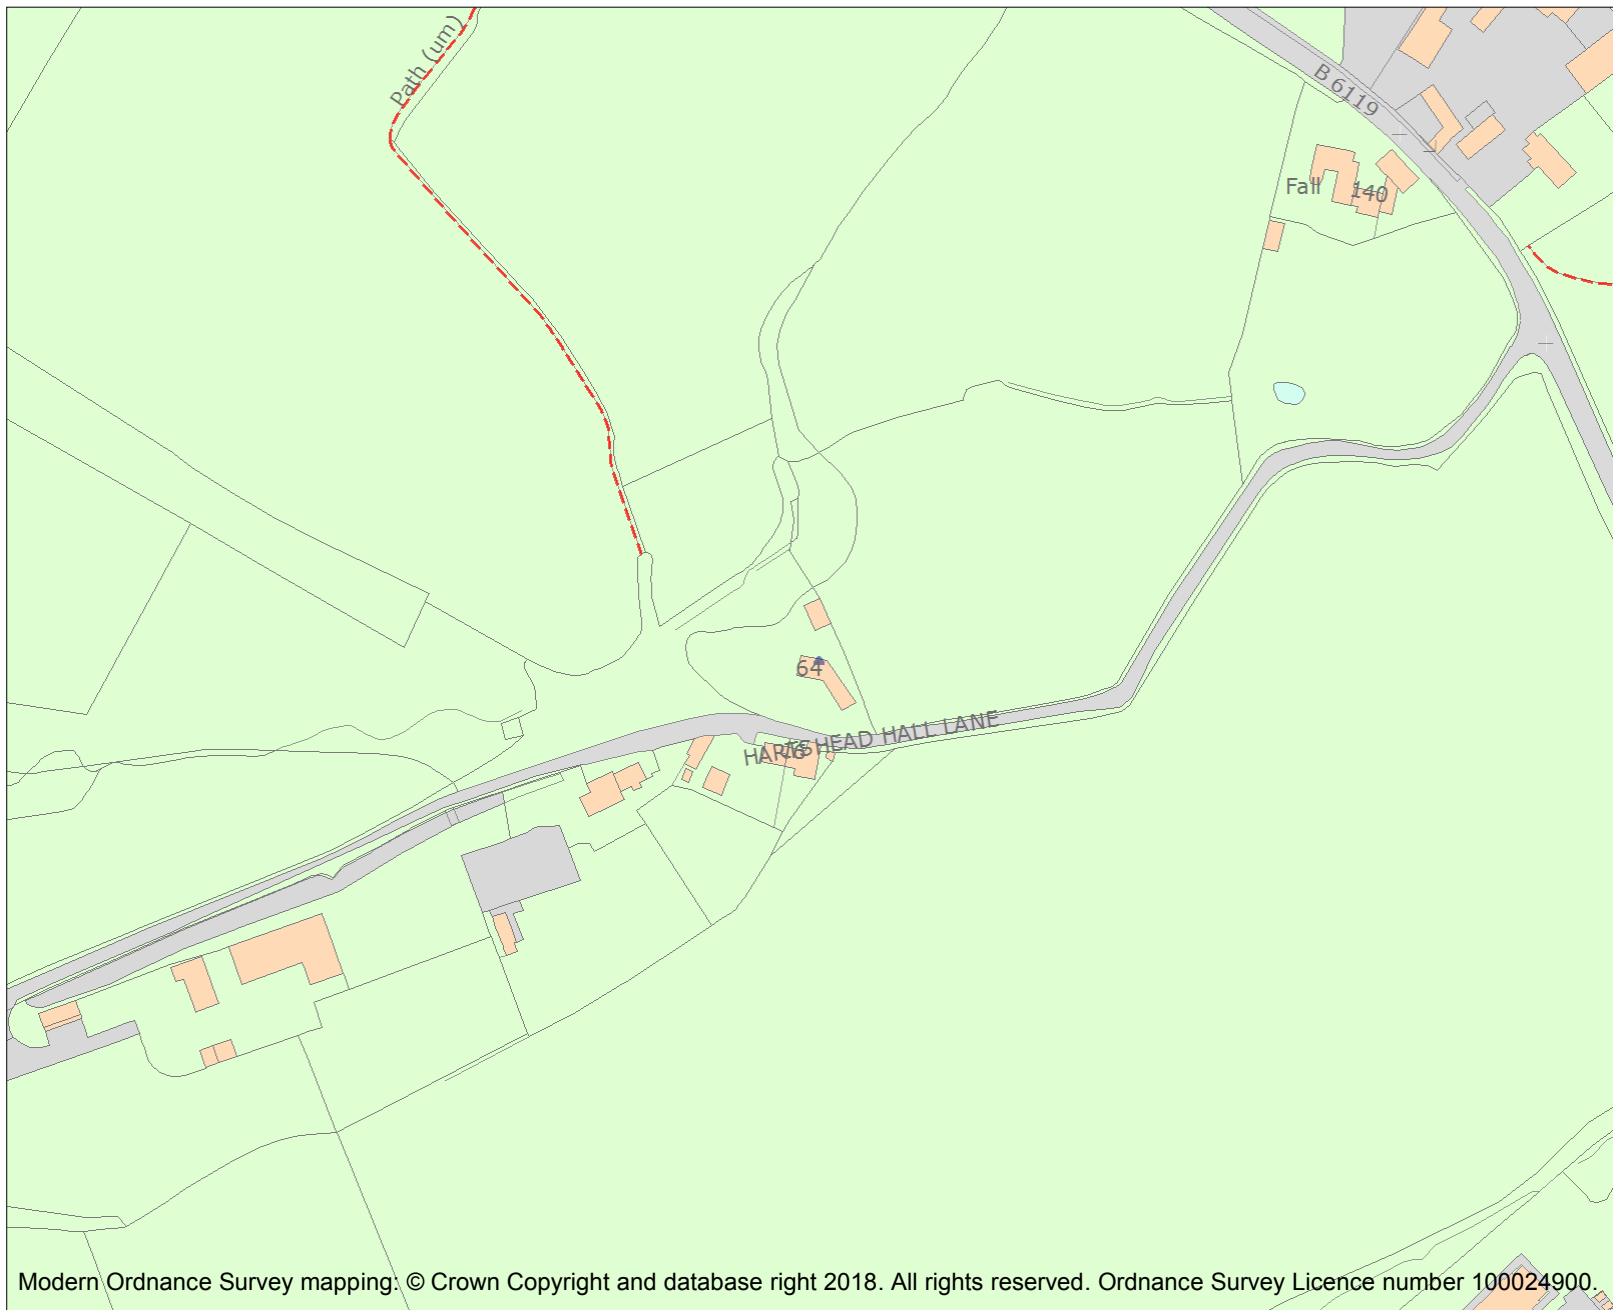 Path (um)
B 6119
Fall
140
64
HARTSHEAD HALL LANE
Modern Ordnance Survey mapping: © Crown Copyright and database right 2018. All rights reserved. Ordnance Survey Licence number 100024900.